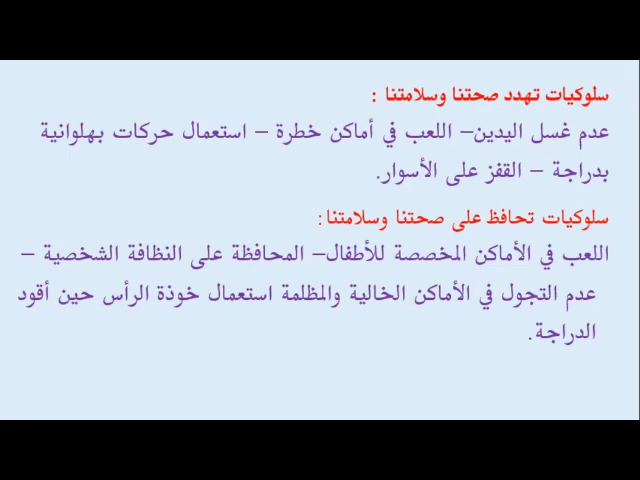 سلوكيات تهدد صحتنا وسلامتنا :
عدم غسل اليدين– اللعب في أماكن خطرة – استعمال حركات بهلوانية
بدراجة – القفز على الأسوار.
سلوكيات تحافظ على صحتنا وسلامتنا:
اللعب في الأماكن المخصصة للأطفال– المحافظة على النظافة الشخصية –
عدم التجول في الأماكن الخالية والمظلمة استعمال خوذة الرأس حين أقود
الدراجة.